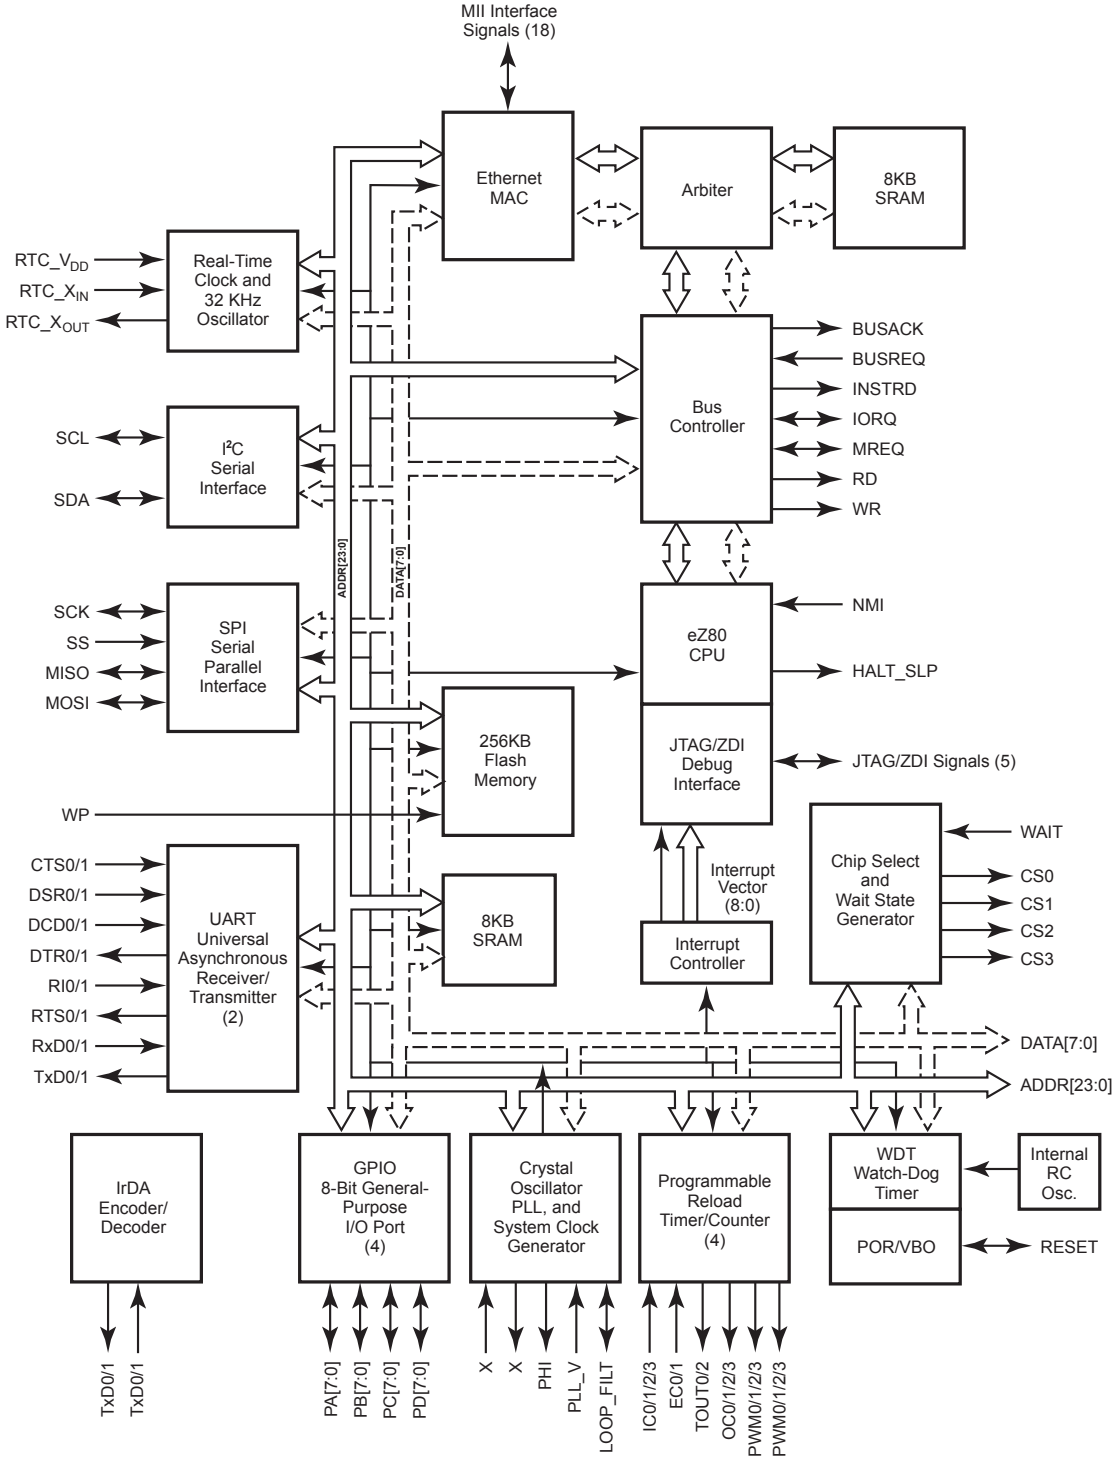 MII Interface
Signals (18)
Ethernet
MAC
Arbiter
8KB
SRAM
RTC_VDD
RTC_XIN
RTC_XOUT
Real-Time
Clock and
32 KHz
Oscillator
BUSACK
BUSREQ
INSTRD
IORQ
MREQ
RD
WR
Bus
Controller
SCL
SDA
I²C
Serial
Interface
ADDR[23:0]
DATA[7:0]
SCK
SS
MISO
MOSI
SPI
Serial
Parallel
Interface
eZ80
CPU
NMI
HALT_SLP
256KB
Flash
Memory
JTAG/ZDI
Debug
Interface
JTAG/ZDI Signals (5)
WP
CTS0/1
DSR0/1
DCD0/1
DTR0/1
RI0/1
RTS0/1
RxD0/1
TxD0/1
UART
Universal
Asynchronous
Receiver/
Transmitter
(2)
8KB
SRAM
Interrupt
Vector
(8:0)
Interrupt
Controller
Chip Select
and
Wait State
Generator
WAIT
CS0
CS1
CS2
CS3
DATA[7:0]
ADDR[23:0]
IrDA
Encoder/
Decoder
GPIO
8-Bit General-
Purpose
I/O Port
(4)
Crystal
Oscillator
PLL, and
System Clock
Generator
Programmable
Reload
Timer/Counter
(4)
WDT
Watch-Dog
Timer
Internal
RC
Osc.
POR/VBO
RESET
TxD0/1
TxD0/1
PA[7:0]
PB[7:0]
PC[7:0]
PD[7:0]
X
X
PHI
PLL_V
LOOP_FILT
IC0/1/2/3
EC0/1
TOUT0/2
OC0/1/2/3
PWM0/1/2/3
PWM0/1/2/3